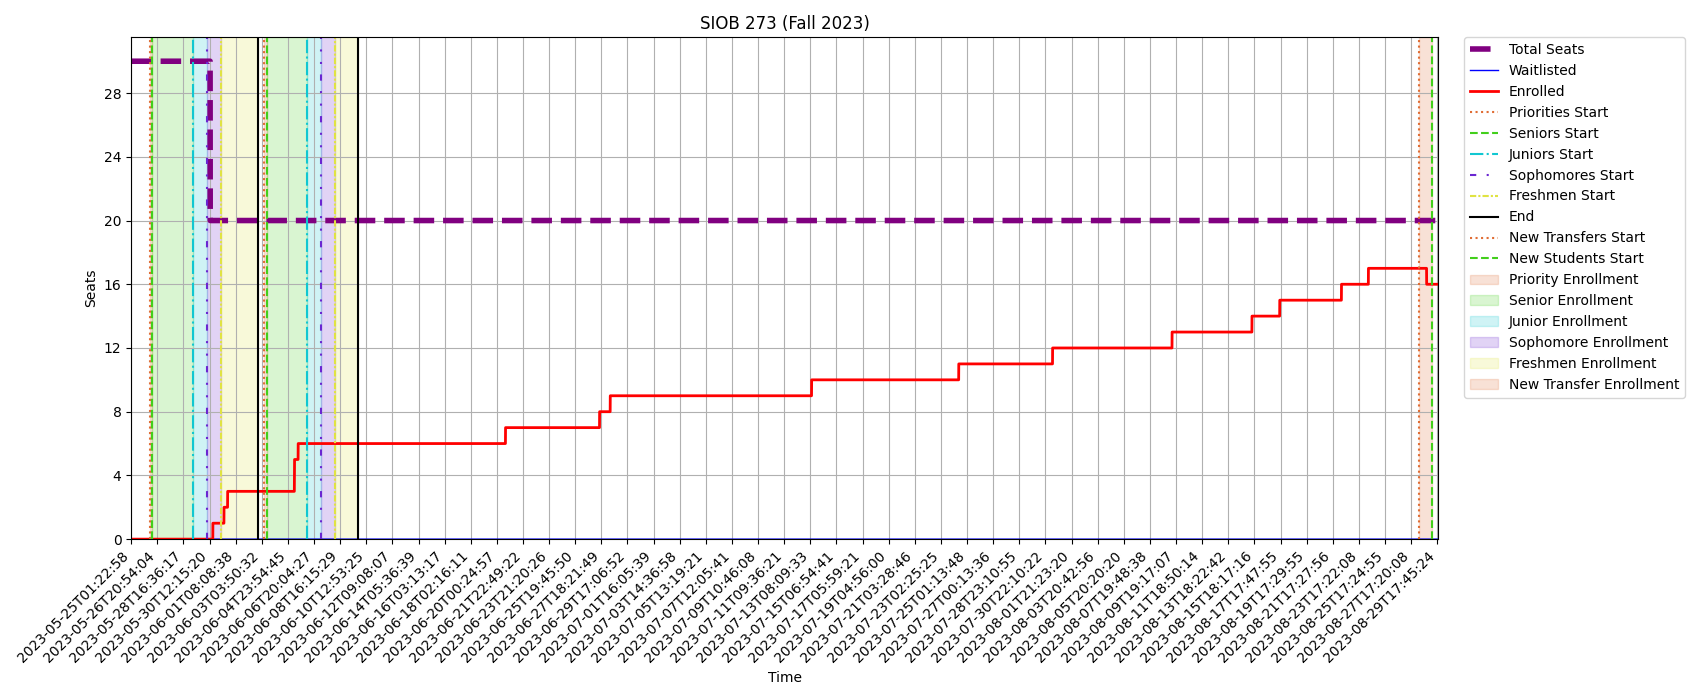 SIOB 273 (Fall 2023)
Seats
28
24
20
16
12
8
4
0
2023-05-25T01:22:58
2023-05-26T20:54:04
2023-05-28T16:36:17
2023-05-30T12:15:20
2023-06-01T08:08:38
2023-06-03T03:50:32
2023-06-04T23:54:45
2023-06-06T20:04:27
2023-06-08T16:15:29
2023-06-10T12:53:25
2023-06-12T09:08:07
2023-06-14T05:36:39
2023-06-16T03:13:17
2023-06-18T02:16:11
2023-06-20T00:24:57
2023-06-21T22:49:22
2023-06-23T21:20:26
2023-06-25T19:45:50
2023-06-27T18:21:49
2023-06-29T17:06:52
2023-07-01T16:05:39
2023-07-03T14:36:58
2023-07-05T13:19:21
2023-07-07T12:05:41
2023-07-09T10:46:08
2023-07-11T09:36:21
2023-07-13T08:09:33
2023-07-15T06:54:41
2023-07-17T05:59:21
2023-07-19T04:56:00
2023-07-21T03:28:46
2023-07-23T02:25:25
2023-07-25T01:13:48
2023-07-27T00:13:36
2023-07-28T23:10:55
2023-07-30T22:10:22
2023-08-01T21:23:20
2023-08-03T20:42:56
2023-08-05T20:20:20
2023-08-07T19:48:38
2023-08-09T19:17:07
2023-08-11T18:50:14
2023-08-13T18:22:42
2023-08-15T18:17:16
2023-08-17T17:47:55
2023-08-19T17:29:55
2023-08-21T17:27:56
2023-08-23T17:22:08
2023-08-25T17:24:55
2023-08-27T17:20:08
2023-08-29T17:45:24
Time
Total Seats
Waitlisted
Enrolled
Priorities Start
Seniors Start
Juniors Start
Sophomores Start
Freshmen Start
End
New Transfers Start
New Students Start
Priority Enrollment
Senior Enrollment
Junior Enrollment
Sophomore Enrollment
Freshmen Enrollment
New Transfer Enrollment